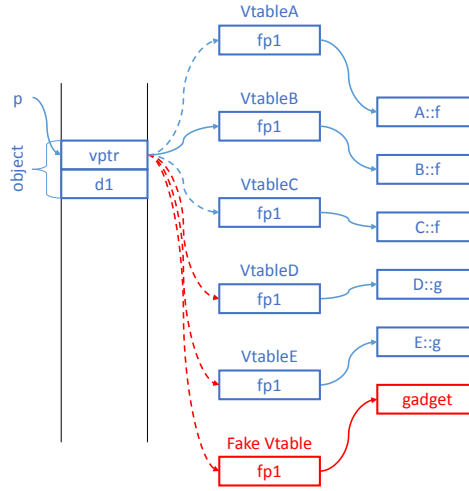 VtableA
fp1
p
VtableB
fp1
A::f
object
vptr
d1
B::f
VtableC
fp1
C::f
VtableD
fp1
D::g
VtableE
fp1
E::g
gadget
Fake Vtable
fp1